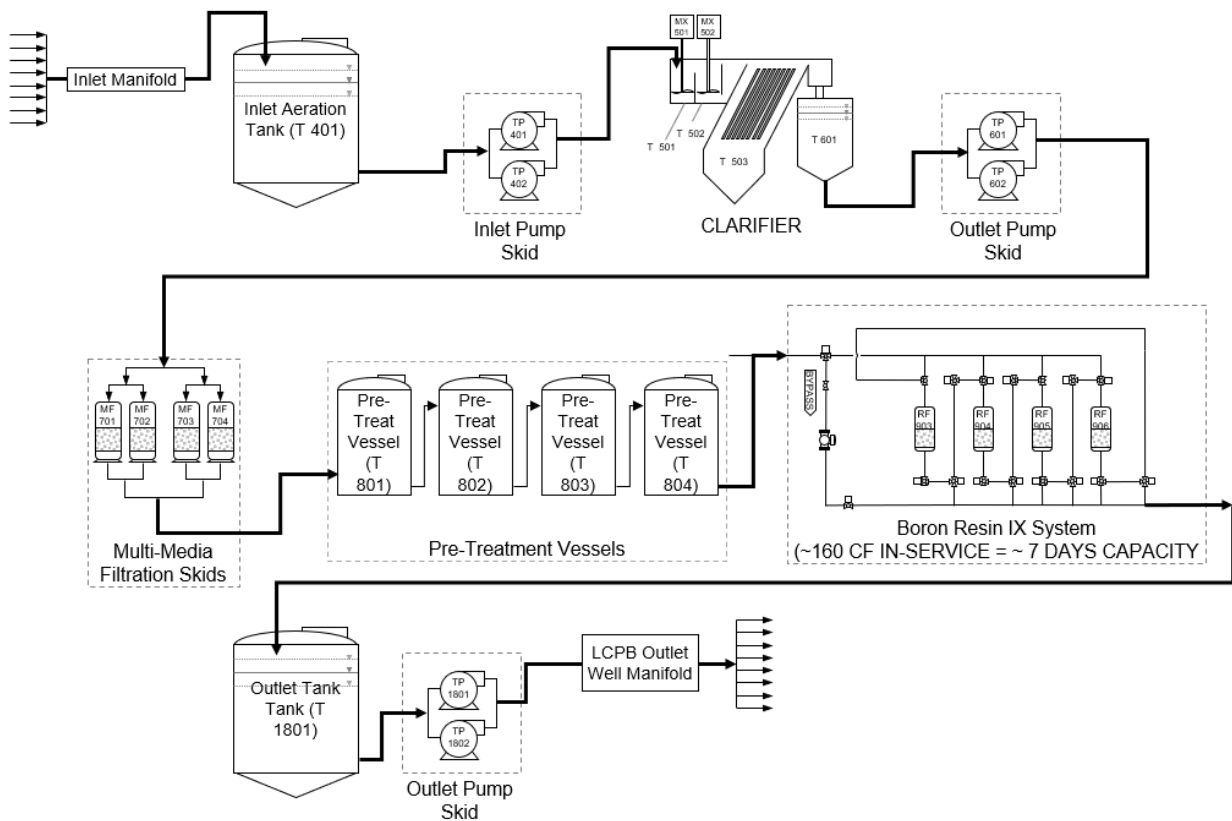 Inlet Manifold
Inlet Aeration
Tank (T 401)
TP
401
TP
402
Inlet Pump
Skid
MX
501
MX
502
T 502
T 501
T 503
T 601
CLARIFIER
TP
601
TP
602
Outlet Pump
Skid
MF
701
MF
702
MF
703
MF
704
Multi-Media
Filtration Skids
Pre-
Treat
Vessel
(T
801)
Pre-
Treat
Vessel
(T
802)
Pre-
Treat
Vessel
(T
803)
Pre-
Treat
Vessel
(T
804)
Pre-Treatment Vessels
BYPASS
RF
903
RF
904
RF
905
RF
906
Boron Resin IX System
(~160 CF IN-SERVICE = ~ 7 DAYS CAPACITY
Outlet Tank
Tank (T
1801)
TP
1801
TP
1802
Outlet Pump
Skid
LCPB Outlet
Well Manifold